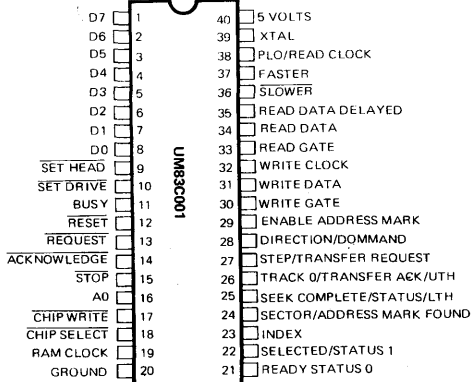 D7 1 40 5 VOLTS
D6 2 39 XTAL
D5 3 38 PLO/READ CLOCK
D4 4 37 FASTER
D3 5 36 SLOWER
D2 6 35 READ DATA DELAYED
D1 7 34 READ DATA
D0 8 33 READ GATE
SET HEAD 9 32 WRITE CLOCK
SET DRIVE 10 31 WRITE DATA
BUSY 11 30 WRITE GATE
RESET 12 29 ENABLE ADDRESS MARK
REQUEST 13 28 DIRECTION/DOMMAND
ACKNOWLEDGE 14 27 STEP/TRANSFER REQUEST
STOP 15 26 TRACK 0/TRANSFER ACK/UTH
A0 16 25 SEEK COMPLETE/STATUS/LTH
CHIP WRITE 17 24 SECTOR/ADDRESS MARK FOUND
CHIP SELECT 18 23 INDEX
RAM CLOCK 19 22 SELECTED/STATUS 1
GROUND 20 21 READY STATUS 0
UM83C001